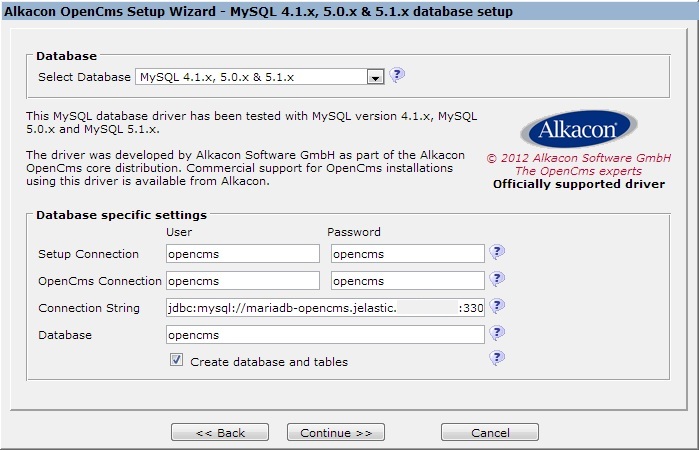 Alkacon OpenCms Setup Wizard - MySQL 4.1.x, 5.0.x & 5.1.x database setup
Database
Select Database MySQL 4.1.x, 5.0.x & 5.1.x ?
This MySQL database driver has been tested with MySQL version 4.1.x, MySQL
5.0.x and MySQL 5.1.x.
The driver was developed by Alkacon Software GmbH as part of the Alkacon
OpenCms core distribution. Commercial support for OpenCms installations
using this driver is available from Alkacon.
Alkacon
© 2012 Alkacon Software GmbH
The OpenCms experts
Officially supported driver
Database specific settings
User Password
Setup Connection opencms opencms ?
OpenCms Connection opencms opencms ?
Connection String jdbc:mysql://mariadb-opencms.jelastic. :330 ?
Database opencms
Create database and tables ?
<< Back Continue >> Cancel